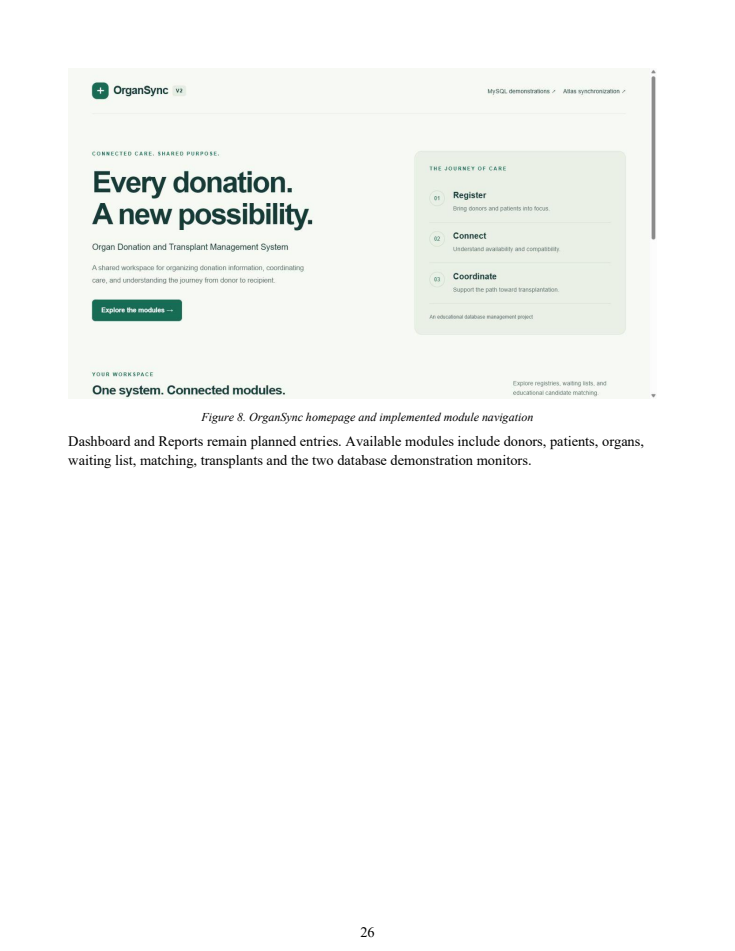 OrganSync V2
MySQL demonstrations ↗ Atlas synchronization ↗
CONNECTED CARE. SHARED PURPOSE.
Every donation.
A new possibility.
Organ Donation and Transplant Management System
A shared workspace for organizing donation information, coordinating
care, and understanding the journey from donor to recipient.
Explore the modules →
THE JOURNEY OF CARE
01 Register
Bring donors and patients into focus.
02 Connect
Understand availability and compatibility.
03 Coordinate
Support the path toward transplantation.
An educational database management project
YOUR WORKSPACE
One system. Connected modules.
Explore registries, waiting lists, and
educational candidate matching.
Figure 8. OrganSync homepage and implemented module navigation
Dashboard and Reports remain planned entries. Available modules include donors, patients, organs,
waiting list, matching, transplants and the two database demonstration monitors.
26